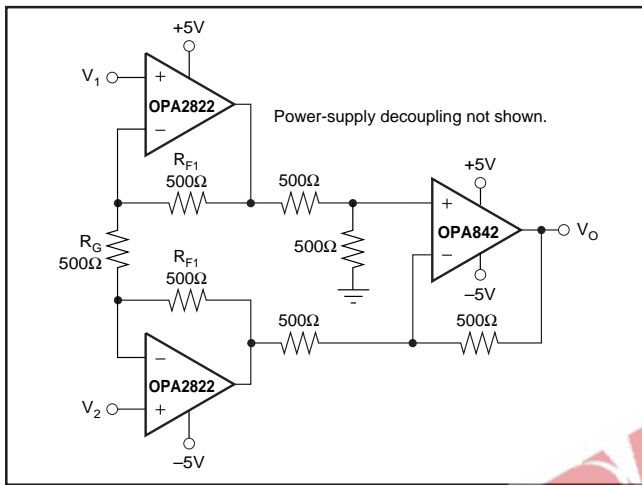 +5V
V1
+
OPA2822
−
Power-supply decoupling not shown.
RF1
500Ω
500Ω
+5V
+
OPA842
−
VO
RG
500Ω
500Ω
RF1
500Ω
−5V
500Ω
500Ω
−
OPA2822
+
V2
−5V